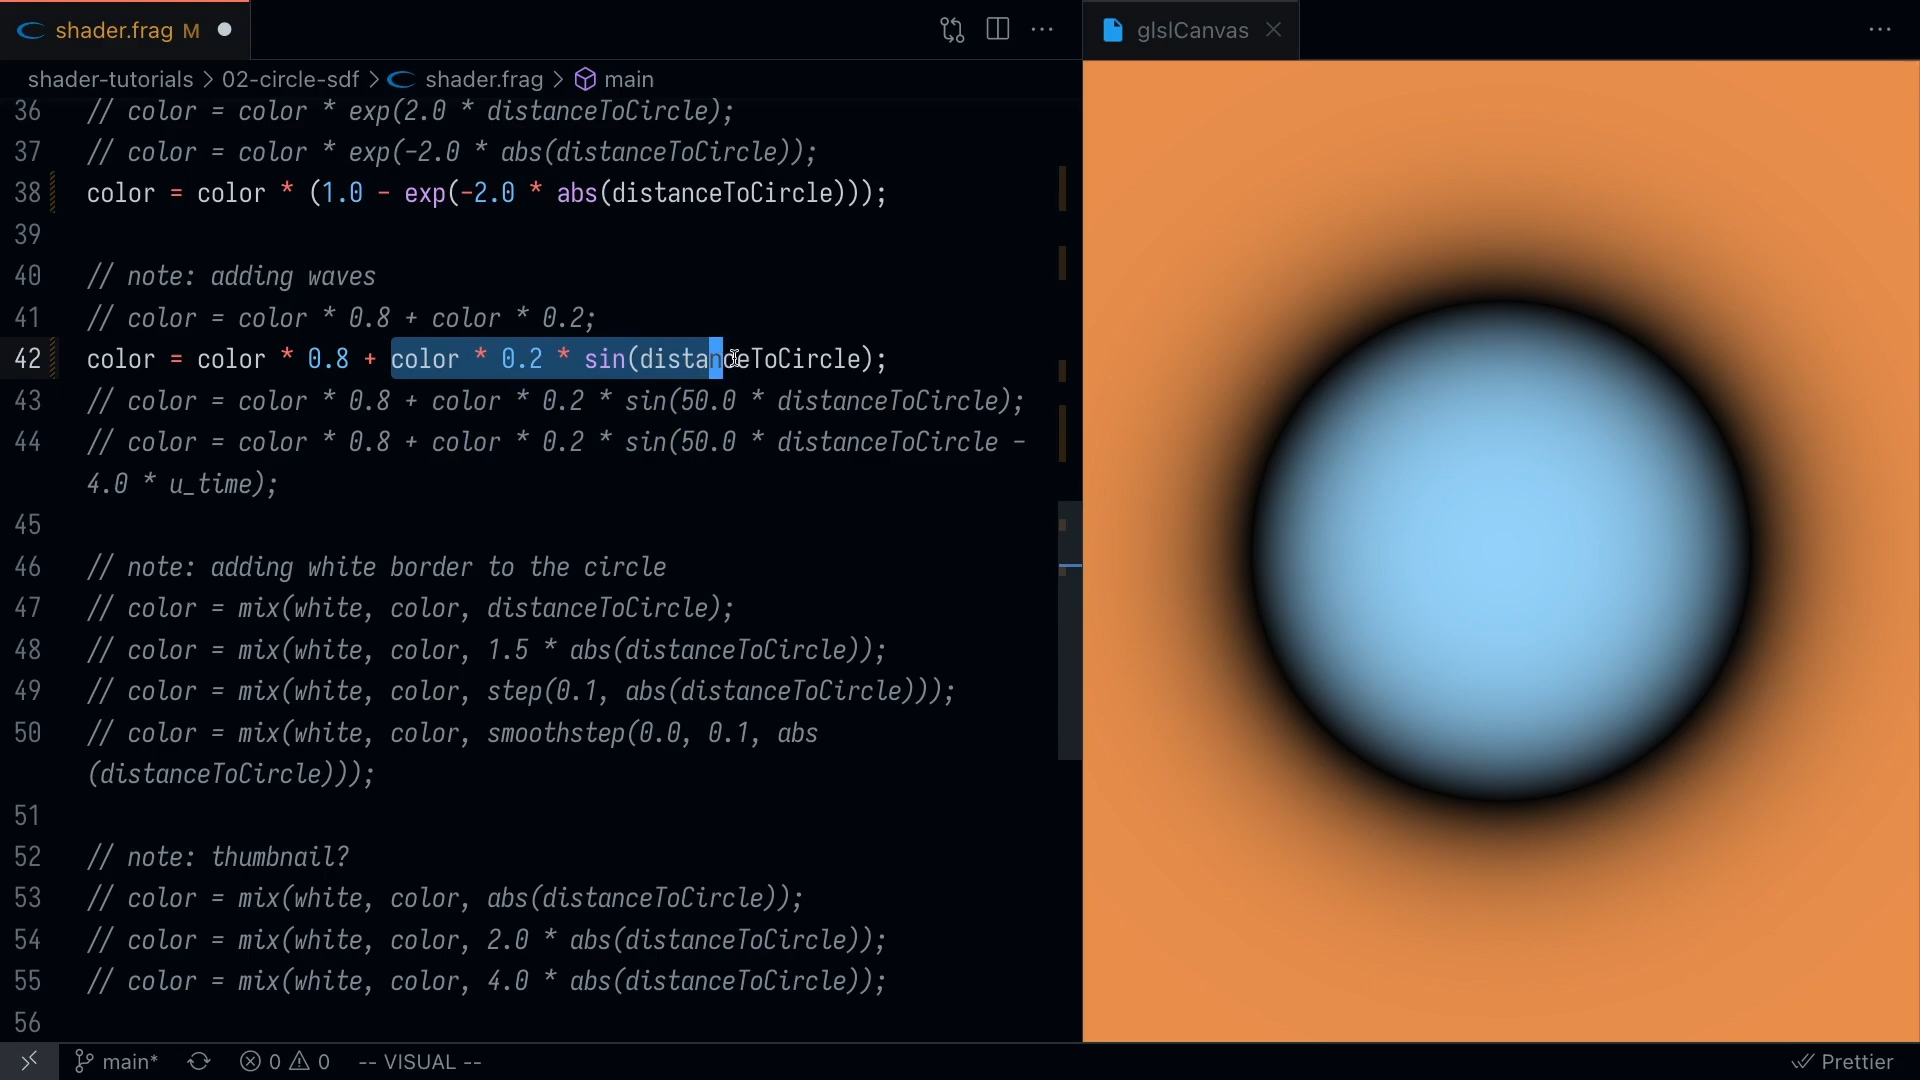 shader.frag M
glslCanvas
shader-tutorials > 02-circle-sdf > shader.frag > main
36 // color = color * exp(2.0 * distanceToCircle);
37 // color = color * exp(-2.0 * abs(distanceToCircle));
38 color = color * (1.0 - exp(-2.0 * abs(distanceToCircle)));
39
40 // note: adding waves
41 // color = color * 0.8 + color * 0.2;
42 color = color * 0.8 + color * 0.2 * sin(distanceToCircle);
43 // color = color * 0.8 + color * 0.2 * sin(50.0 * distanceToCircle);
44 // color = color * 0.8 + color * 0.2 * sin(50.0 * distanceToCircle -
4.0 * u_time);
45
46 // note: adding white border to the circle
47 // color = mix(white, color, distanceToCircle);
48 // color = mix(white, color, 1.5 * abs(distanceToCircle));
49 // color = mix(white, color, step(0.1, abs(distanceToCircle)));
50 // color = mix(white, color, smoothstep(0.0, 0.1, abs
(distanceToCircle)));
51
52 // note: thumbnail?
53 // color = mix(white, color, abs(distanceToCircle));
54 // color = mix(white, color, 2.0 * abs(distanceToCircle));
55 // color = mix(white, color, 4.0 * abs(distanceToCircle));
56
main* 0 0 -- VISUAL -- Prettier